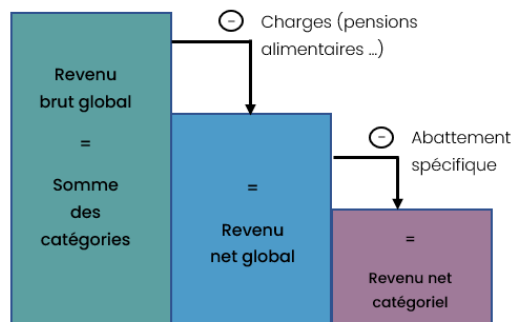 Revenu
brut global
=
Somme
des
catégories
− Charges (pensions
alimentaires ...)
=
Revenu
net global
− Abattement
spécifique
=
Revenu net
catégoriel